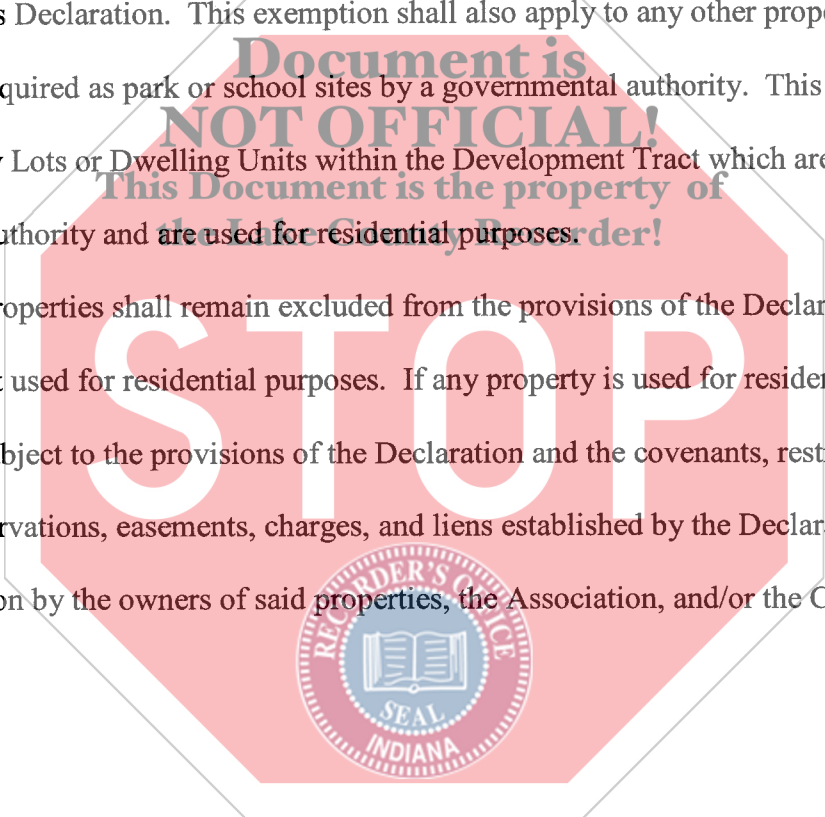 s Declaration. This exemption shall also apply to any other prope
Document is
quired as park or school sites by a governmental authority. This
NOT OFFICIAL!
Lots or Dwelling Units within the Development Tract which are
This Document is the property of
uthority and are used for residential purposes.
the Lake County Recorder!
roperties shall remain excluded from the provisions of the Declar
used for residential purposes. If any property is used for residen
STOP
bject to the provisions of the Declaration and the covenants, rest
rvations, easements, charges, and liens established by the Declar
on by the owners of said properties, the Association, and/or the C
RECORDER'S OFFICE
SEAL
INDIANA